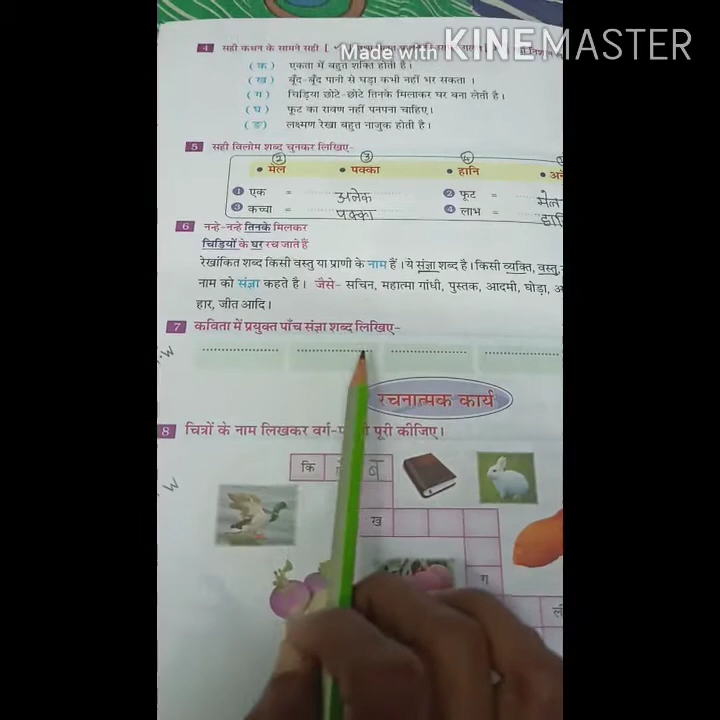 Made with KINEMASTER
4 सही कथन के सामने सही [
( क ) एकता में बहुत शक्ति होती है।
( ख ) बूँद-बूँद पानी से घड़ा कभी नहीं भर सकता ।
( ग ) चिड़िया छोटे-छोटे तिनके मिलाकर घर बना लेती है।
( घ ) फूट का रावण नहीं पनपना चाहिए।
( ङ ) लक्ष्मण रेखा बहुत नाजुक होती है।
5 सही विलोम शब्द चुनकर लिखिए-
2 3 4
• मेल • पक्का • हानि
1 एक = अनेक 2 फूट = मेल
3 कच्चा = पक्का 4 लाभ =
6 नन्हे-नन्हे तिनके मिलकर
चिड़ियों के घर रच जाते हैं
रेखांकित शब्द किसी वस्तु या प्राणी के नाम हैं। ये संज्ञा शब्द है। किसी व्यक्ति, वस्तु,
नाम को संज्ञा कहते है। जैसे- सचिन, महात्मा गांधी, पुस्तक, आदमी, घोड़ा,
हार, जीत आदि।
7 कविता में प्रयुक्त पाँच संज्ञा शब्द लिखिए-
रचनात्मक कार्य
8 चित्रों के नाम लिखकर पूरी कीजिए।
कि ब
ख
ग